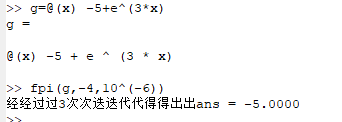 >> g=@(x) -5+e^(3*x)
g =
@(x) -5 + e ^ (3 * x)
>> fpi(g,-4,10^(-6))
经经过过3次次迭迭代代得得出出ans = -5.0000
>>